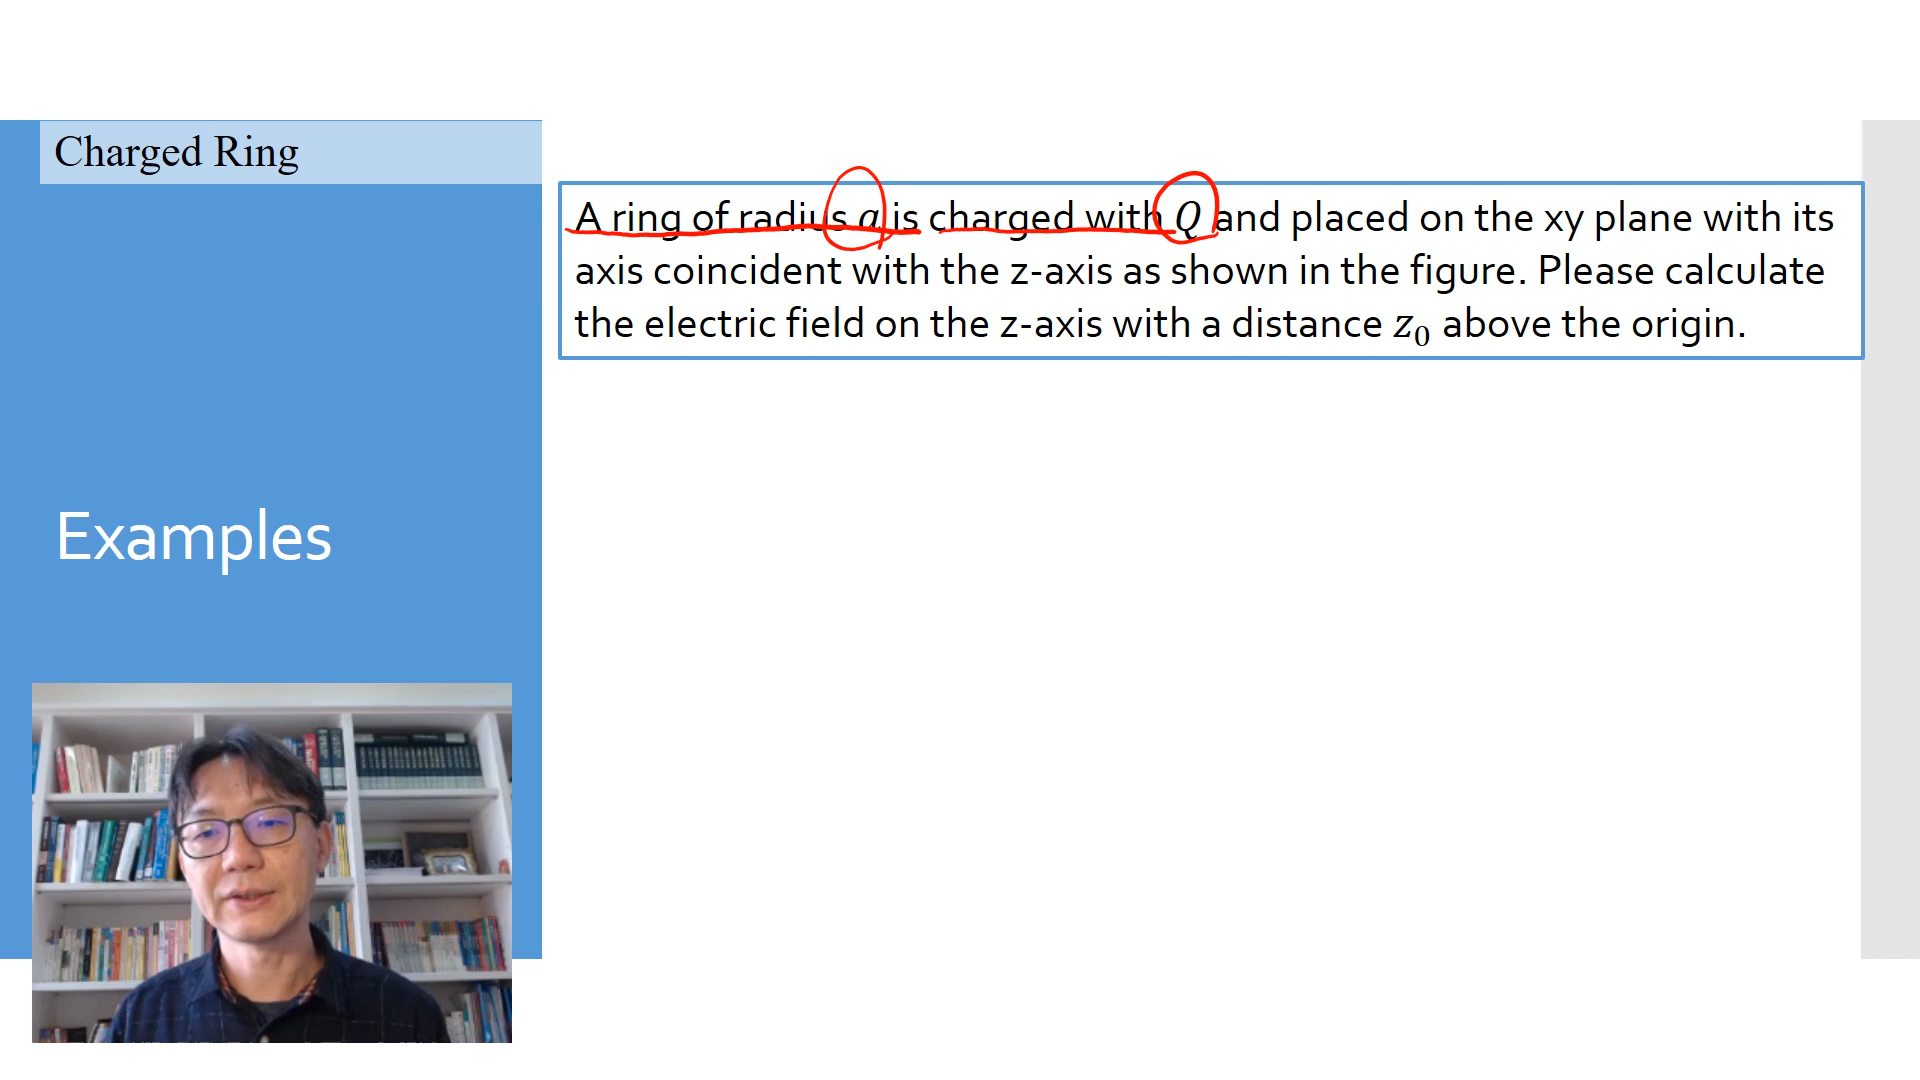 Charged Ring
A ring of radius a is charged with Q and placed on the xy plane with its
axis coincident with the z-axis as shown in the figure. Please calculate
the electric field on the z-axis with a distance z₀ above the origin.
Examples